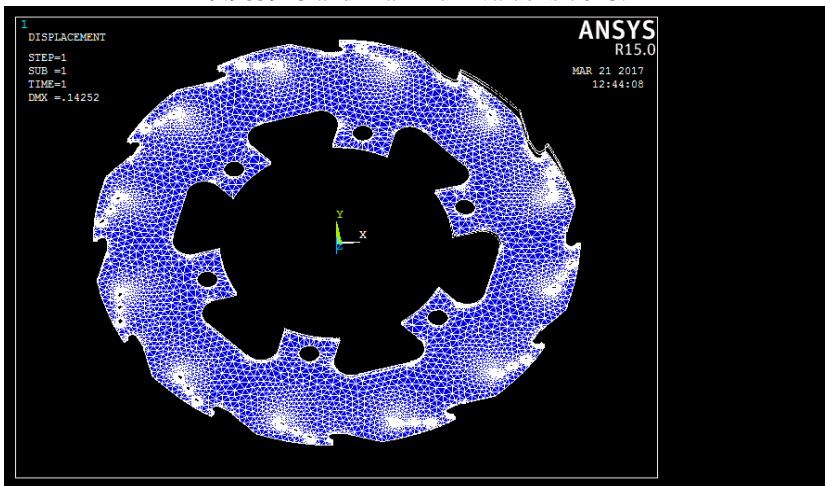 1
DISPLACEMENT
STEP=1
SUB =1
TIME=1
DMX =.14252
ANSYS
R15.0
MAR 21 2017
12:44:08
Y
X
Z